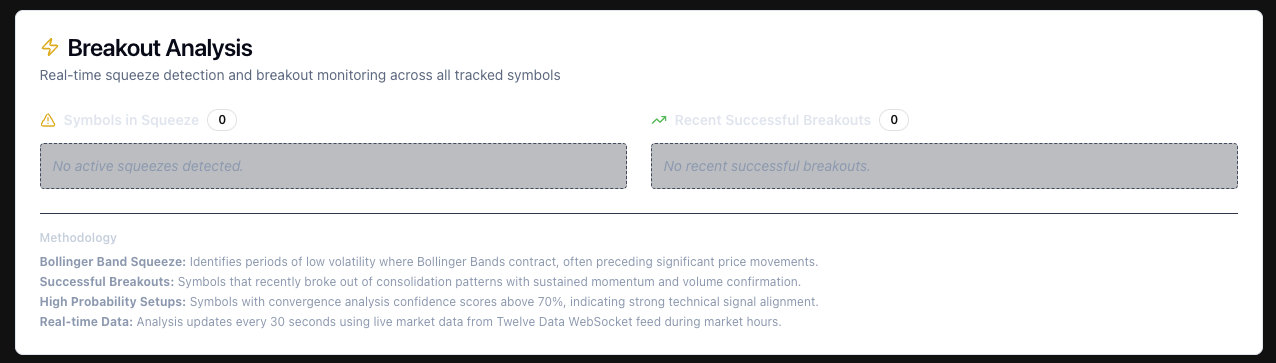 Breakout Analysis
Real-time squeeze detection and breakout monitoring across all tracked symbols
Symbols in Squeeze 0
No active squeezes detected.
Recent Successful Breakouts 0
No recent successful breakouts.
Methodology
Bollinger Band Squeeze: Identifies periods of low volatility where Bollinger Bands contract, often preceding significant price movements.
Successful Breakouts: Symbols that recently broke out of consolidation patterns with sustained momentum and volume confirmation.
High Probability Setups: Symbols with convergence analysis confidence scores above 70%, indicating strong technical signal alignment.
Real-time Data: Analysis updates every 30 seconds using live market data from Twelve Data WebSocket feed during market hours.